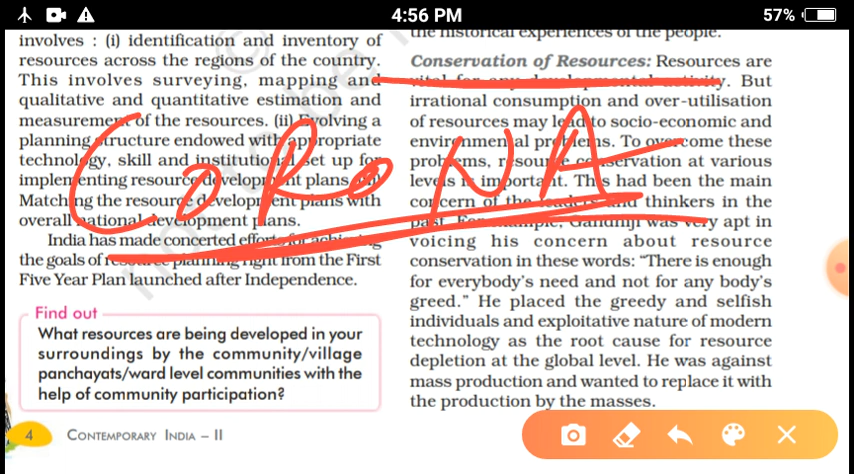 4:56 PM
57%
involves : (i) identification and inventory of
resources across the regions of the country.
This involves surveying, mapping and
qualitative and quantitative estimation and
measurement of the resources. (ii) Evolving a
planning structure endowed with appropriate
technology, skill and institutional set up for
implementing resource development plans.
Matching the resource development plans with
overall national development plans.
India has made concerted efforts for achieving
the goals of resource planning right from the First
Five Year Plan launched after Independence.
Find out
What resources are being developed in your
surroundings by the community/village
panchayats/ward level communities with the
help of community participation?
4 CONTEMPORARY INDIA – II
the historical experiences of the people.
Conservation of Resources: Resources are
vital for any developmental activity. But
irrational consumption and over-utilisation
of resources may lead to socio-economic and
environmental problems. To overcome these
problems, resource conservation at various
levels is important. This had been the main
concern of the leaders and thinkers in the
past. For example, Gandhiji was very apt in
voicing his concern about resource
conservation in these words: “There is enough
for everybody’s need and not for any body’s
greed.” He placed the greedy and selfish
individuals and exploitative nature of modern
technology as the root cause for resource
depletion at the global level. He was against
mass production and wanted to replace it with
the production by the masses.
CoRoNA